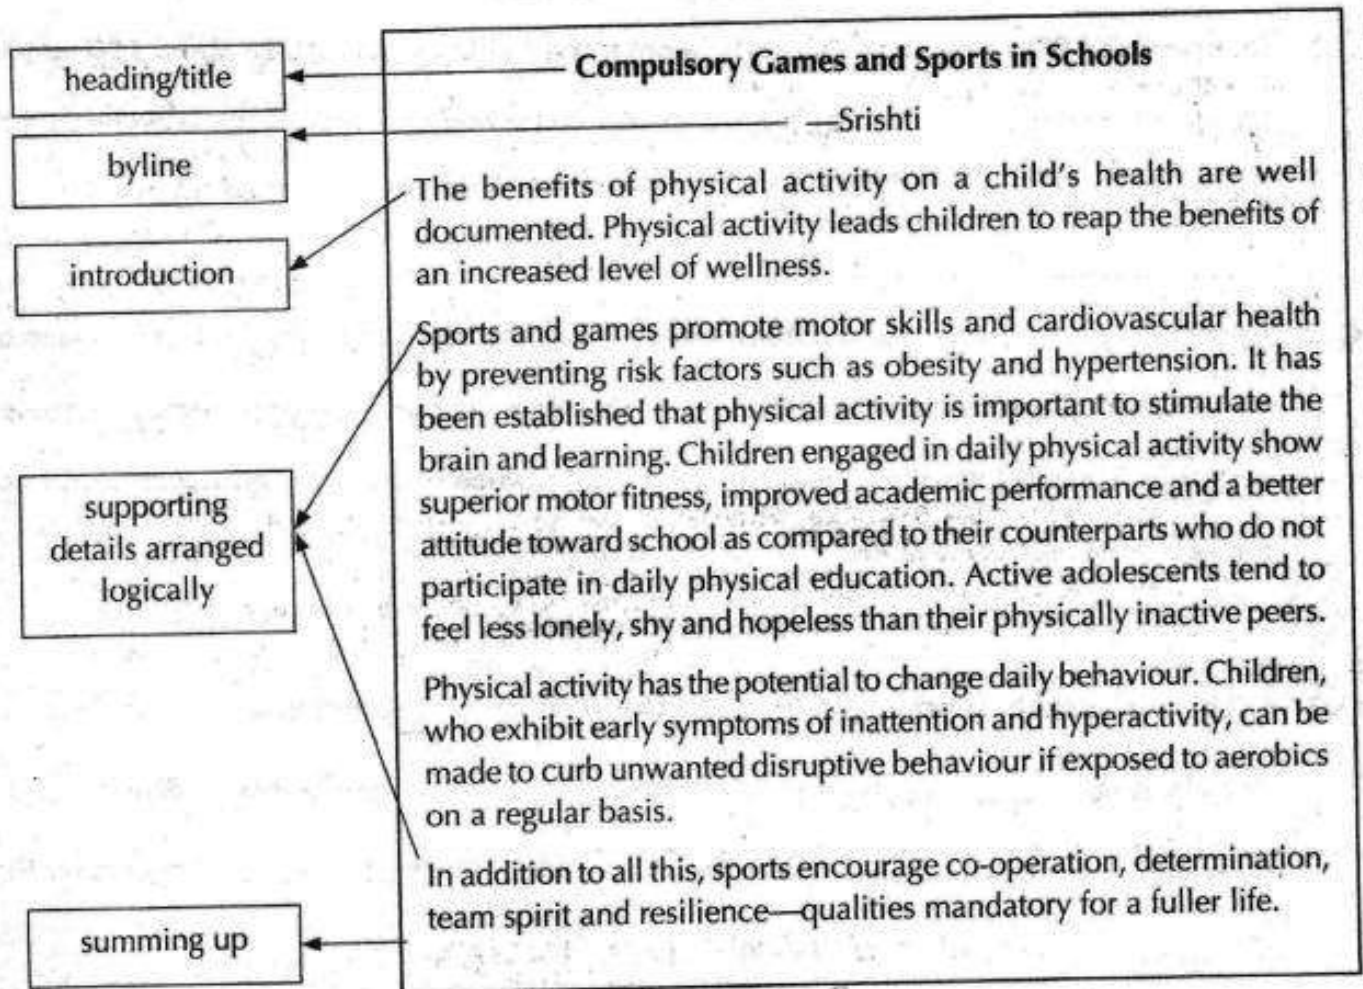 heading/title
Compulsory Games and Sports in Schools
byline
Srishti
introduction
The benefits of physical activity on a child's health are well
documented. Physical activity leads children to reap the benefits of
an increased level of wellness.
supporting
details arranged
logically
Sports and games promote motor skills and cardiovascular health
by preventing risk factors such as obesity and hypertension. It has
been established that physical activity is important to stimulate the
brain and learning. Children engaged in daily physical activity show
superior motor fitness, improved academic performance and a better
attitude toward school as compared to their counterparts who do not
participate in daily physical education. Active adolescents tend to
feel less lonely, shy and hopeless than their physically inactive peers.
Physical activity has the potential to change daily behaviour. Children,
who exhibit early symptoms of inattention and hyperactivity, can be
made to curb unwanted disruptive behaviour if exposed to aerobics
on a regular basis.
In addition to all this, sports encourage co-operation, determination,
team spirit and resilience—qualities mandatory for a fuller life.
summing up